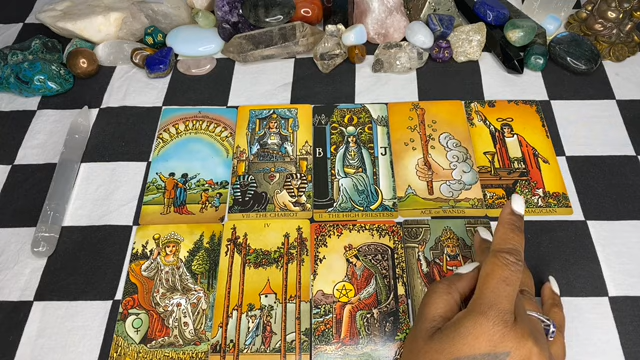 VII - THE CHARIOT
B J
II - THE HIGH PRIESTESS
ACE OF WANDS
MAGICIAN
IV